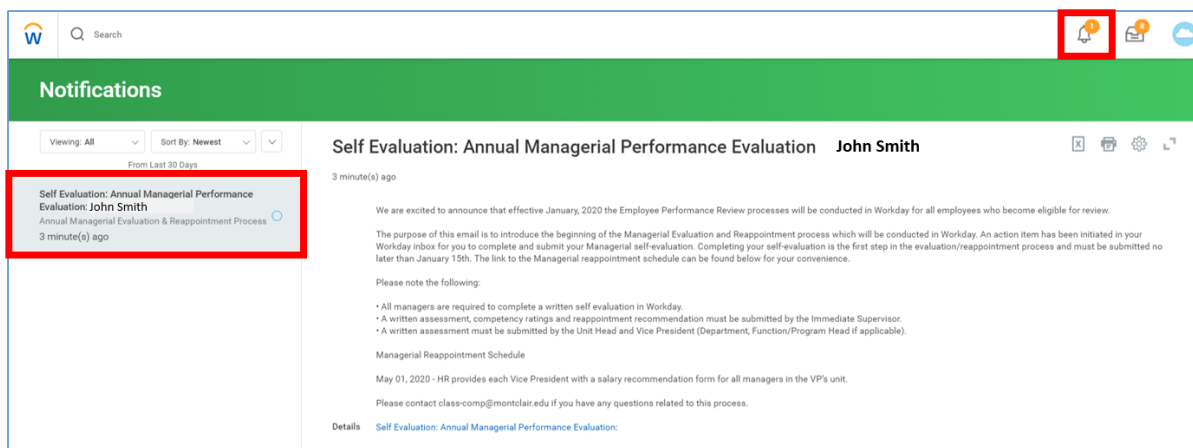 W
Search
1
8
Notifications
Viewing: All
Sort By: Newest
From Last 30 Days
Self Evaluation: Annual Managerial Performance
Evaluation: John Smith
Annual Managerial Evaluation & Reappointment Process
3 minute(s) ago
Self Evaluation: Annual Managerial Performance Evaluation John Smith
X
3 minute(s) ago
We are excited to announce that effective January, 2020 the Employee Performance Review processes will be conducted in Workday for all employees who become eligible for review.
The purpose of this email is to introduce the beginning of the Managerial Evaluation and Reappointment process which will be conducted in Workday. An action item has been initiated in your
Workday inbox for you to complete and submit your Managerial self-evaluation. Completing your self-evaluation is the first step in the evaluation/reappointment process and must be submitted no
later than January 15th. The link to the Managerial reappointment schedule can be found below for your convenience.
Please note the following:
• All managers are required to complete a written self evaluation in Workday.
• A written assessment, competency ratings and reappointment recommendation must be submitted by the Immediate Supervisor.
• A written assessment must be submitted by the Unit Head and Vice President (Department, Function/Program Head if applicable).
Managerial Reappointment Schedule
May 01, 2020 - HR provides each Vice President with a salary recommendation form for all managers in the VP's unit.
Please contact class-comp@montclair.edu if you have any questions related to this process.
Details Self Evaluation: Annual Managerial Performance Evaluation: